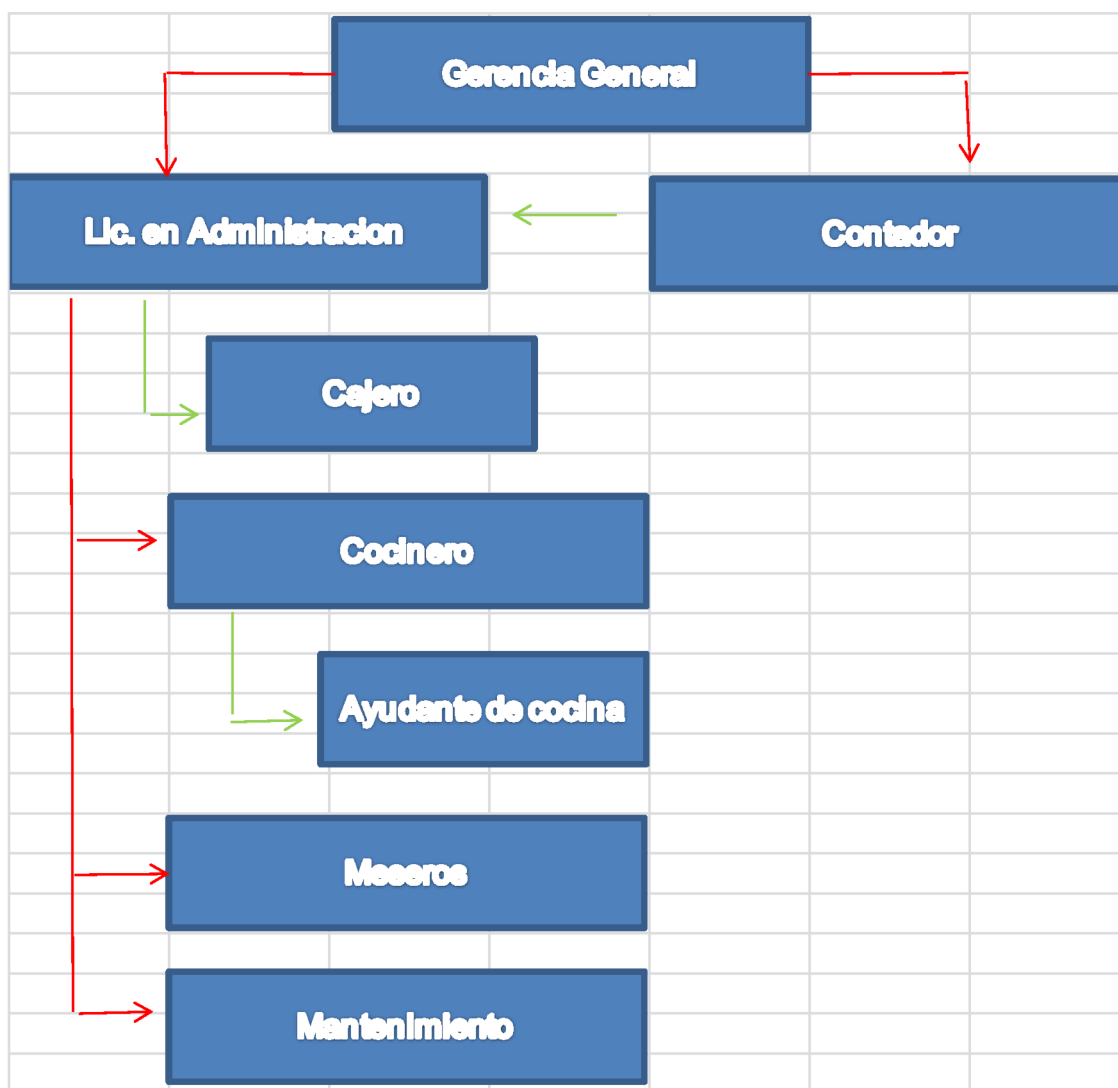 Gerencia General
Lic. en Administracion
Contador
Cajero
Cocinero
Ayudante de cocina
Meseros
Mantenimiento